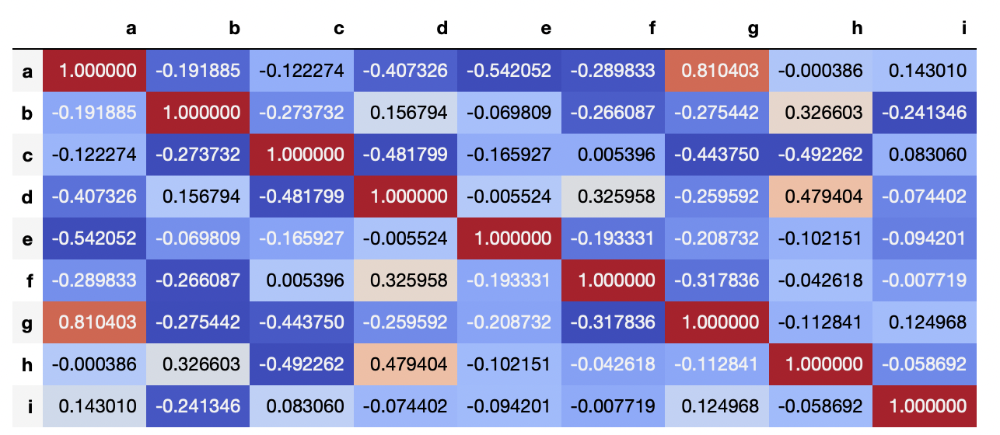 a b c d e f g h i
a 1.000000 -0.191885 -0.122274 -0.407326 -0.542052 -0.289833 0.810403 -0.000386 0.143010
b -0.191885 1.000000 -0.273732 0.156794 -0.069809 -0.266087 -0.275442 0.326603 -0.241346
c -0.122274 -0.273732 1.000000 -0.481799 -0.165927 0.005396 -0.443750 -0.492262 0.083060
d -0.407326 0.156794 -0.481799 1.000000 -0.005524 0.325958 -0.259592 0.479404 -0.074402
e -0.542052 -0.069809 -0.165927 -0.005524 1.000000 -0.193331 -0.208732 -0.102151 -0.094201
f -0.289833 -0.266087 0.005396 0.325958 -0.193331 1.000000 -0.317836 -0.042618 -0.007719
g 0.810403 -0.275442 -0.443750 -0.259592 -0.208732 -0.317836 1.000000 -0.112841 0.124968
h -0.000386 0.326603 -0.492262 0.479404 -0.102151 -0.042618 -0.112841 1.000000 -0.058692
i 0.143010 -0.241346 0.083060 -0.074402 -0.094201 -0.007719 0.124968 -0.058692 1.000000